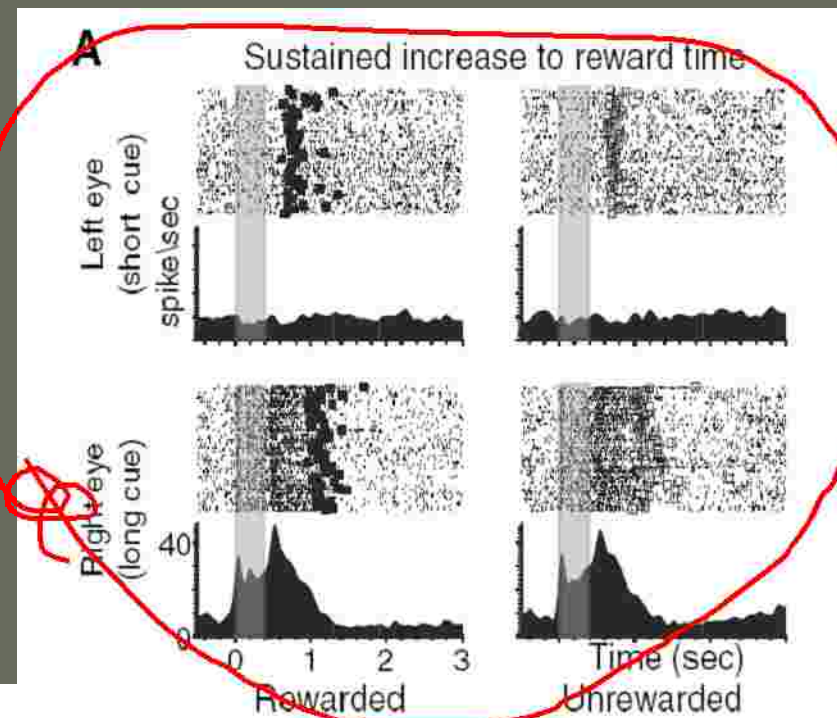 A
Sustained increase to reward time
Left eye
(short cue)
spike\sec
Right eye
(long cue)
40
0
0 1 2 3
Time (sec)
Rewarded
Unrewarded